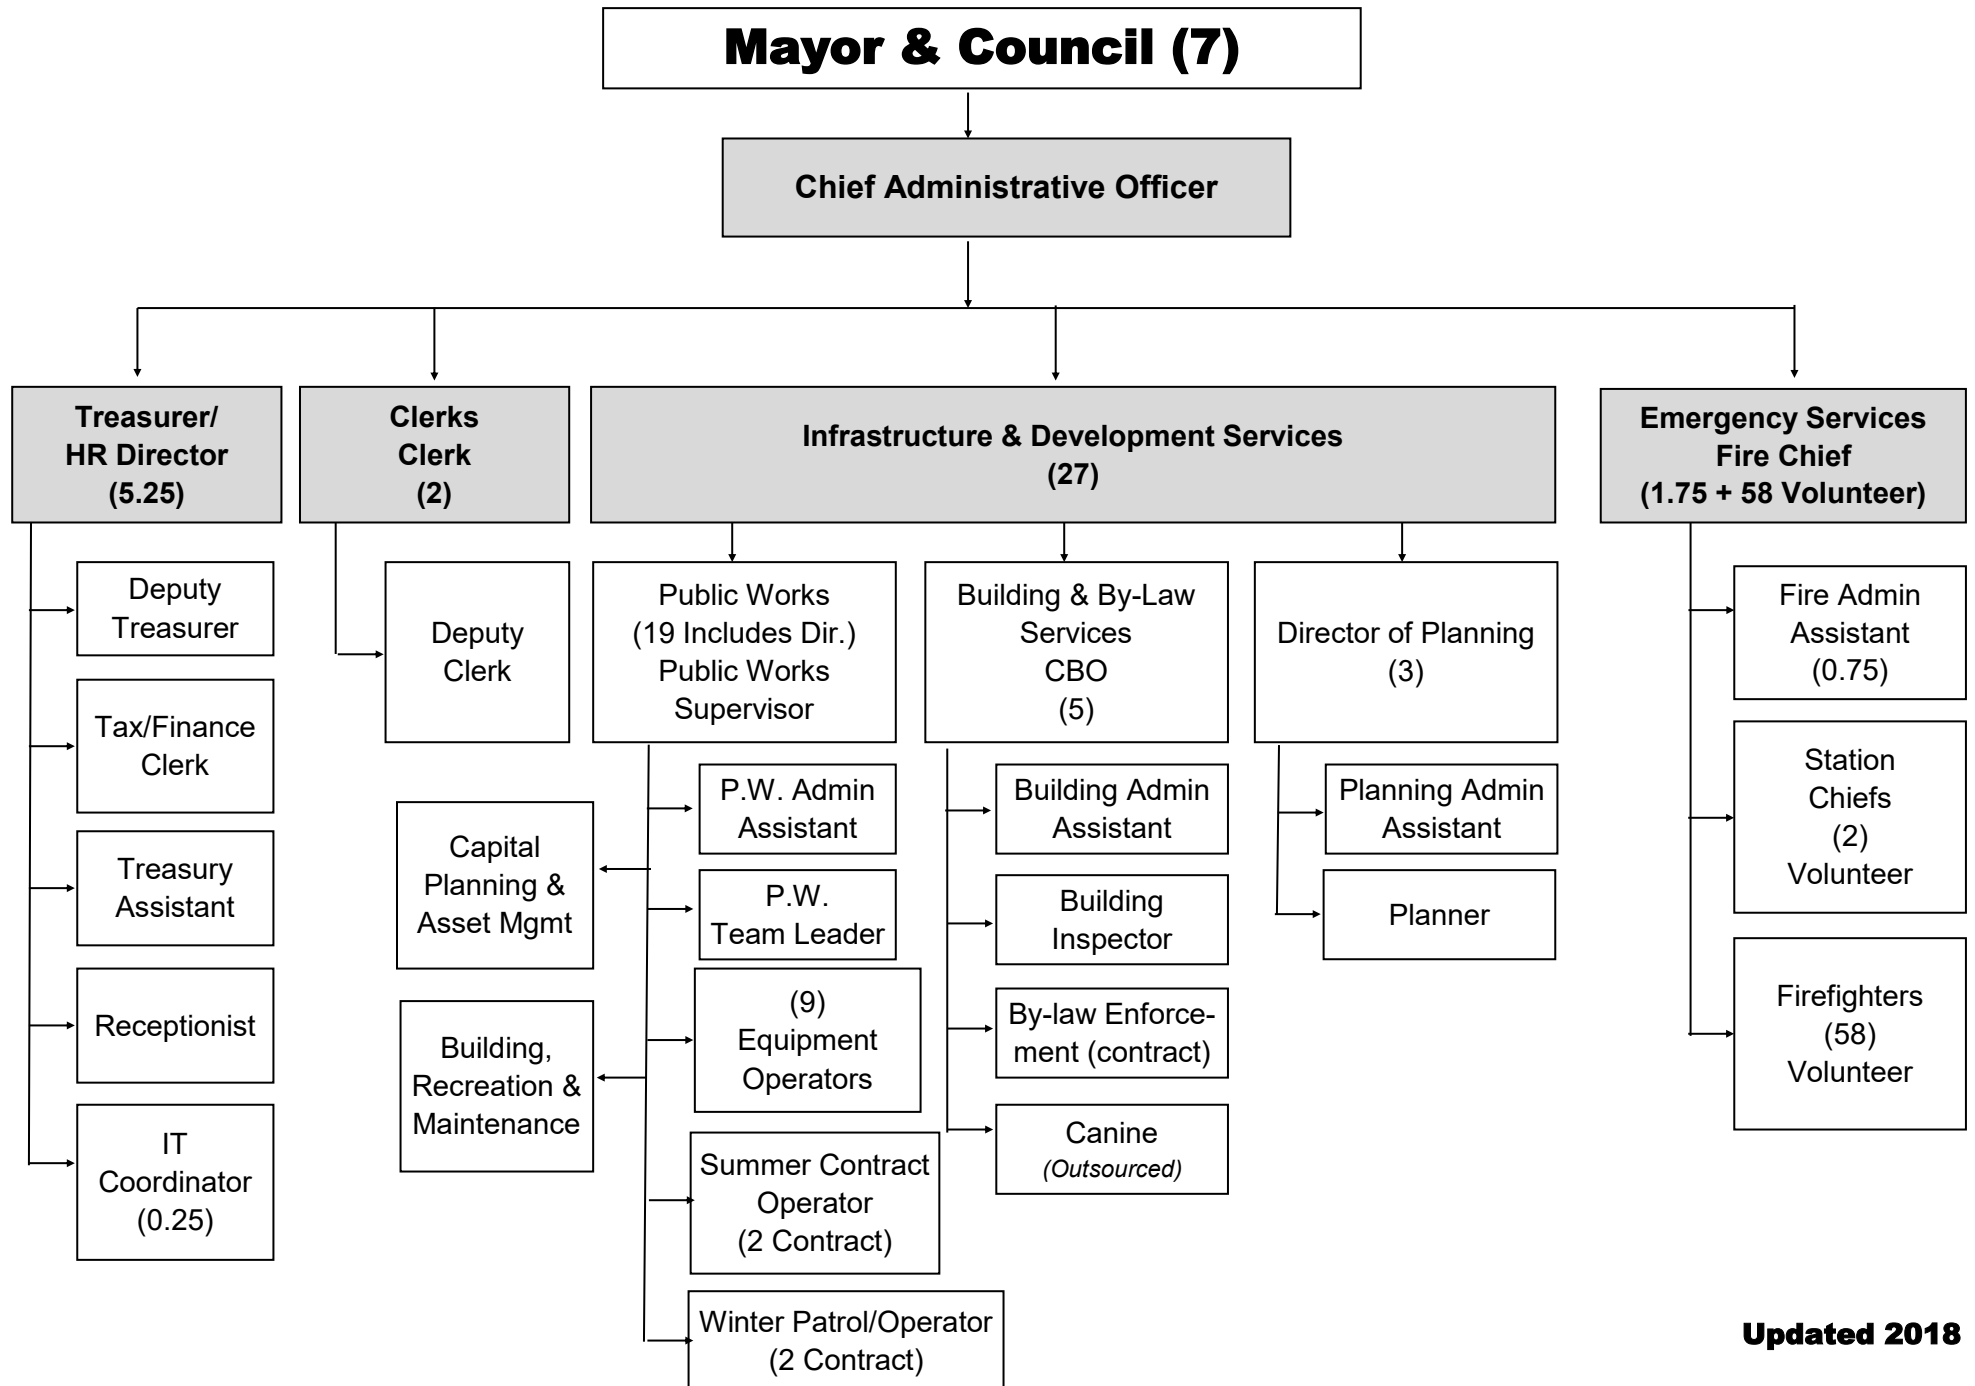 Mayor & Council (7)
Chief Administrative Officer
Treasurer/
HR Director
(5.25)
Clerks
Clerk
(2)
Infrastructure & Development Services
(27)
Emergency Services
Fire Chief
(1.75 + 58 Volunteer)
Deputy
Treasurer
Tax/Finance
Clerk
Treasury
Assistant
Receptionist
IT
Coordinator
(0.25)
Deputy
Clerk
Public Works
(19 Includes Dir.)
Public Works
Supervisor
Capital
Planning &
Asset Mgmt
Building,
Recreation &
Maintenance
P.W. Admin
Assistant
P.W.
Team Leader
(9)
Equipment
Operators
Summer Contract
Operator
(2 Contract)
Winter Patrol/Operator
(2 Contract)
Building & By-Law
Services
CBO
(5)
Building Admin
Assistant
Building
Inspector
By-law Enforce-
ment (contract)
Canine
(Outsourced)
Director of Planning
(3)
Planning Admin
Assistant
Planner
Fire Admin
Assistant
(0.75)
Station
Chiefs
(2)
Volunteer
Firefighters
(58)
Volunteer
Updated 2018